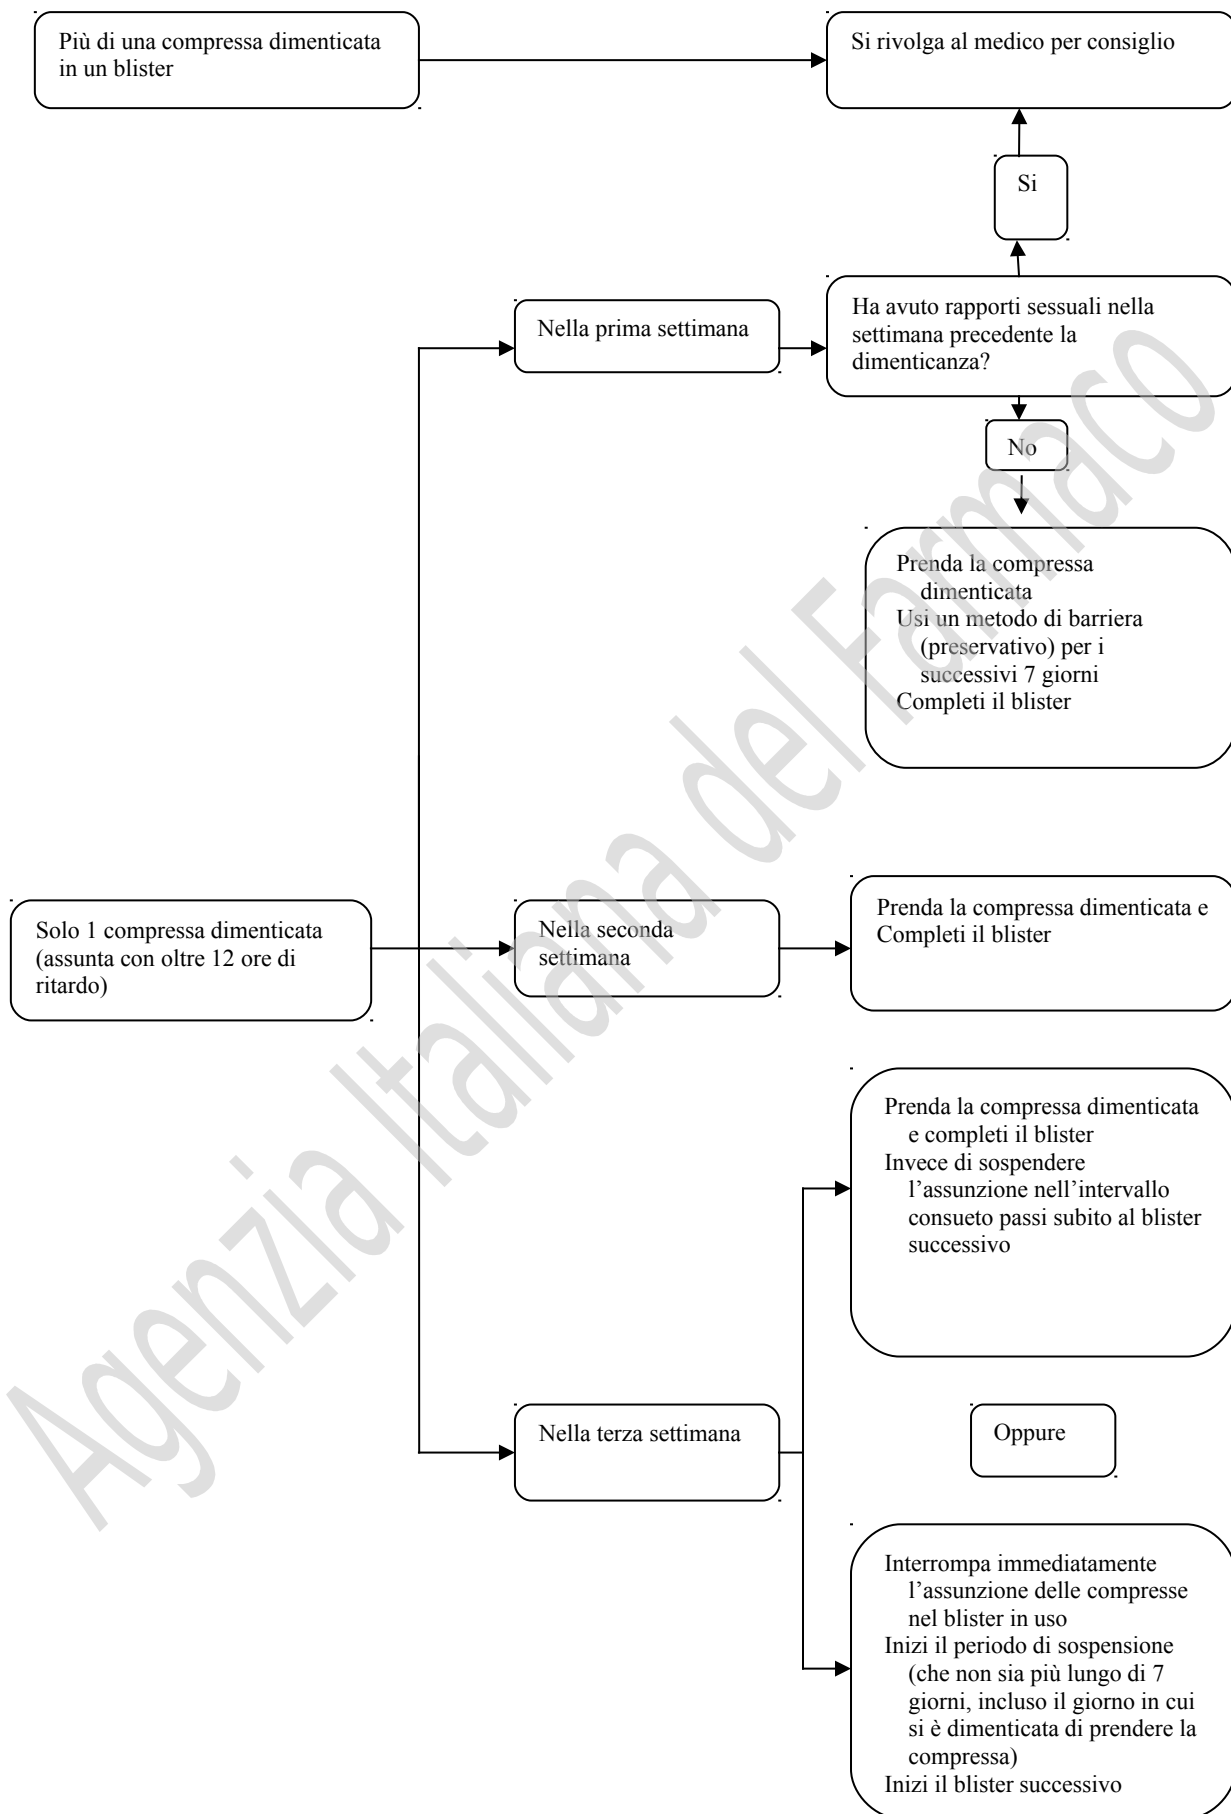 Più di una compressa dimenticata
in un blister
Si rivolga al medico per consiglio
Si
Nella prima settimana
Ha avuto rapporti sessuali nella
settimana precedente la
dimenticanza?
No
Prenda la compressa
dimenticata
Usi un metodo di barriera
(preservativo) per i
successivi 7 giorni
Completi il blister
Solo 1 compressa dimenticata
(assunta con oltre 12 ore di
ritardo)
Nella seconda
settimana
Prenda la compressa dimenticata e
Completi il blister
Prenda la compressa dimenticata
e completi il blister
Invece di sospendere
l’assunzione nell’intervallo
consueto passi subito al blister
successivo
Nella terza settimana
Oppure
Interrompa immediatamente
l’assunzione delle compresse
nel blister in uso
Inizi il periodo di sospensione
(che non sia più lungo di 7
giorni, incluso il giorno in cui
si è dimenticata di prendere la
compressa)
Inizi il blister successivo
Agenzia Italiana del Farmaco